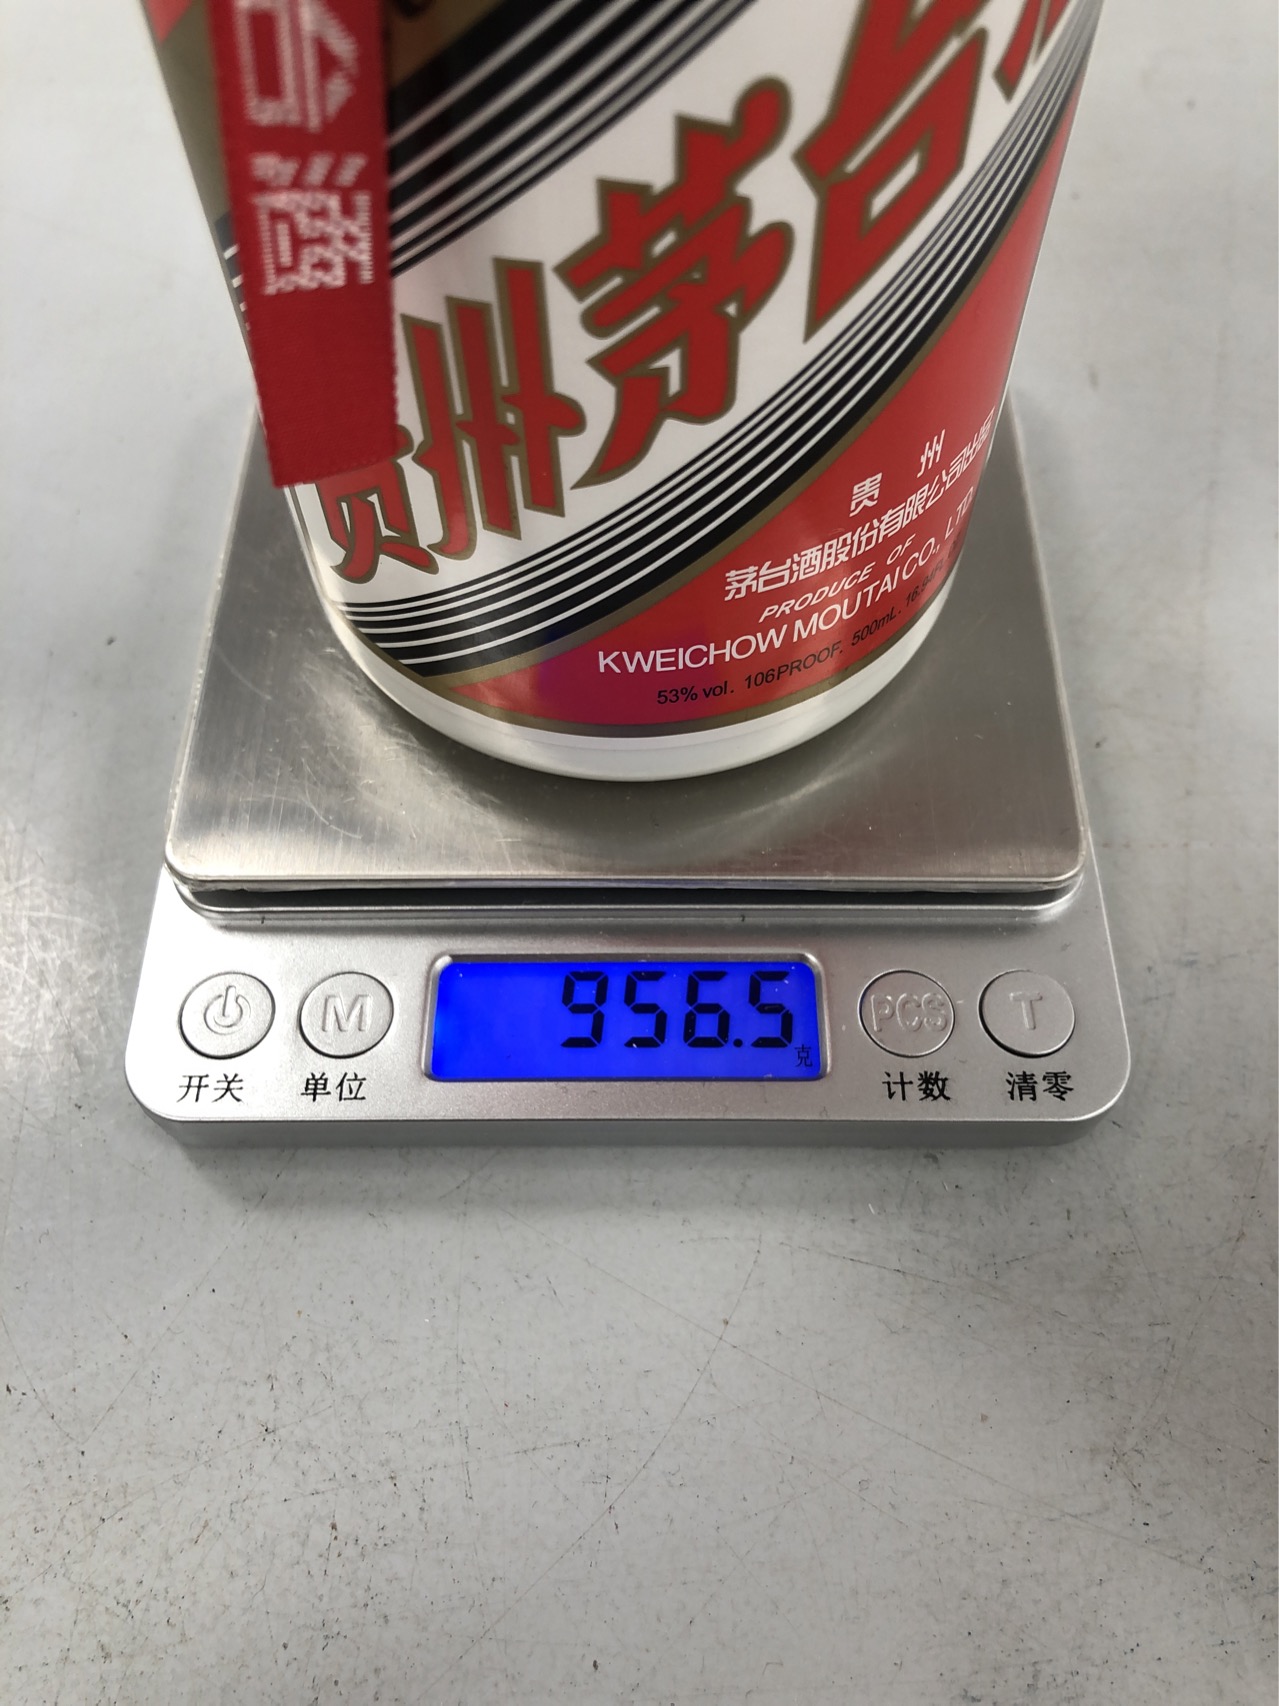 贵州茅台
贵州
茅台酒股份有限公司出品
PRODUCE OF
KWEICHOW MOUTAI CO., LTD
53% vol. 106PROOF. 500mL.
956.5
克
M
PCS
T
开关
单位
计数
清零